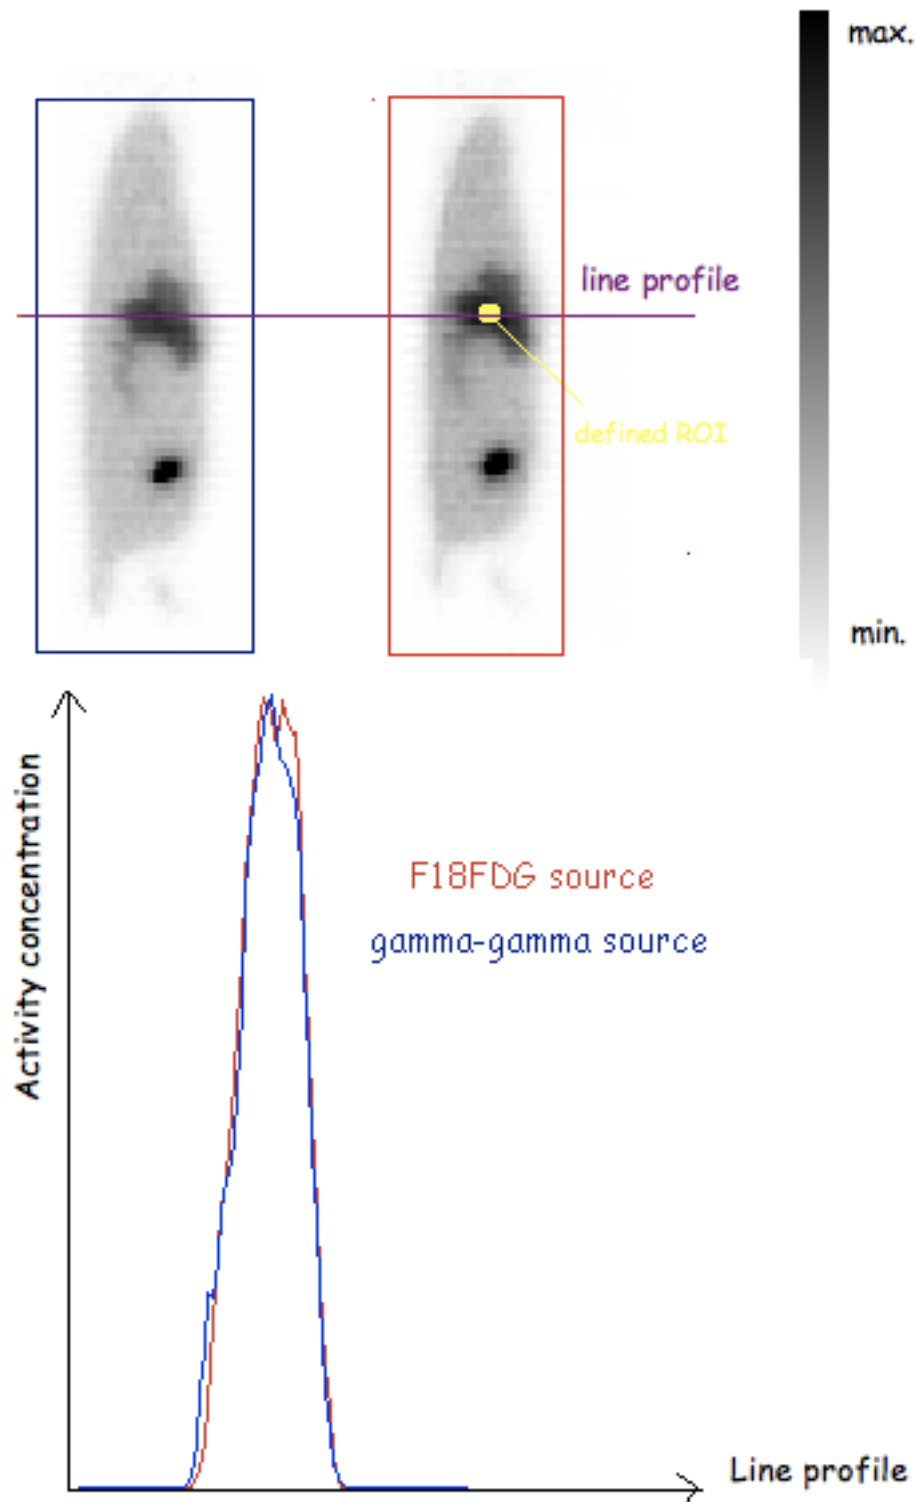 max.
line profile
defined ROI
min.
Activity concentration
F18FDG source
gamma-gamma source
Line profile